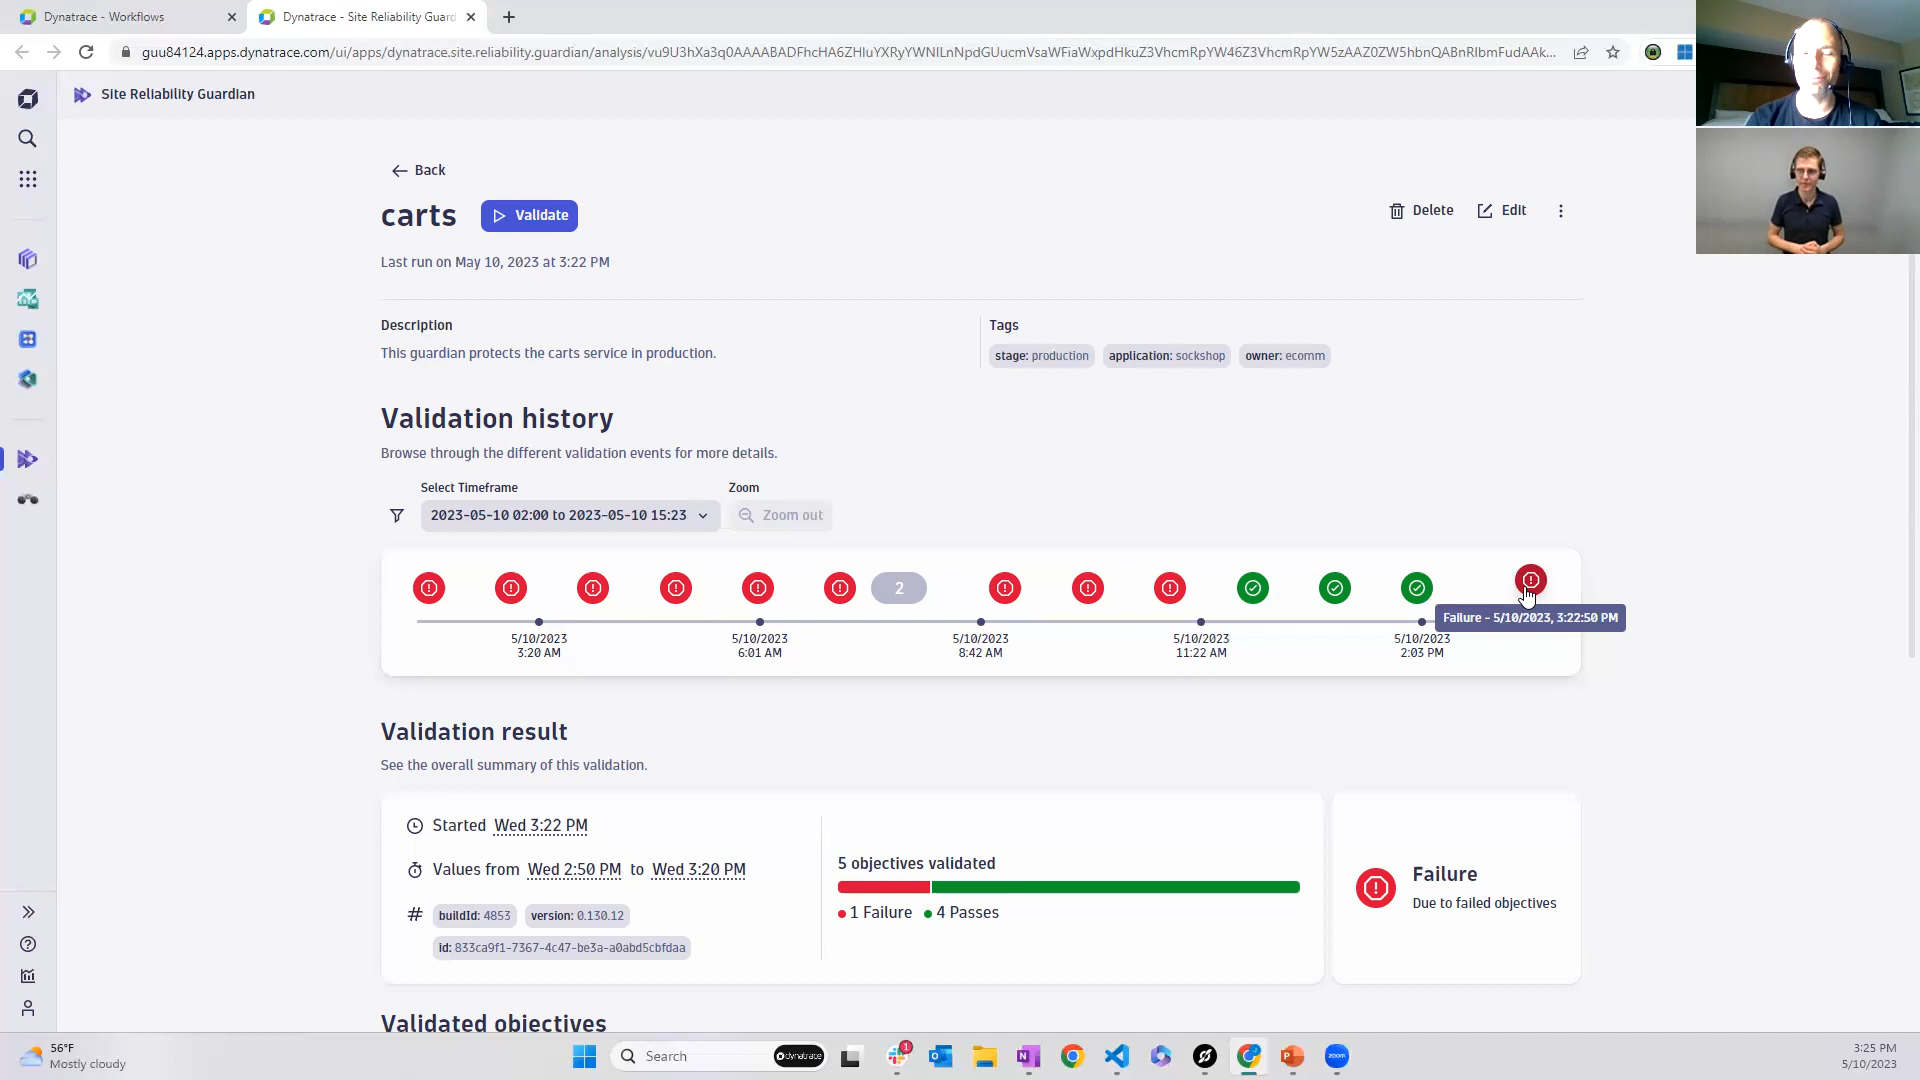 Dynatrace - Workflows
Dynatrace - Site Reliability Guard
guu84124.apps.dynatrace.com/ui/apps/dynatrace.site.reliability.guardian/analysis/
Site Reliability Guardian
Back
carts
Validate
Delete
Edit
Last run on May 10, 2023 at 3:22 PM
Description
Tags
This guardian protects the carts service in production.
stage: production
application: sockshop
owner: ecomm
Validation history
Browse through the different validation events for more details.
Select Timeframe
Zoom
2023-05-10 02:00 to 2023-05-10 15:23
Zoom out
2
Failure - 5/10/2023, 3:22:50 PM
5/10/2023
3:20 AM
5/10/2023
6:01 AM
5/10/2023
8:42 AM
5/10/2023
11:22 AM
5/10/2023
2:03 PM
Validation result
See the overall summary of this validation.
Started Wed 3:22 PM
Values from Wed 2:50 PM to Wed 3:20 PM
buildId: 4853
version: 0.130.12
id: 833ca9f1-7367-4c47-be3a-a0abd5cbfdaa
5 objectives validated
1 Failure
4 Passes
Failure
Due to failed objectives
Validated objectives
56°F
Mostly cloudy
Search
dynatrace
1
zoom
3:25 PM
5/10/2023